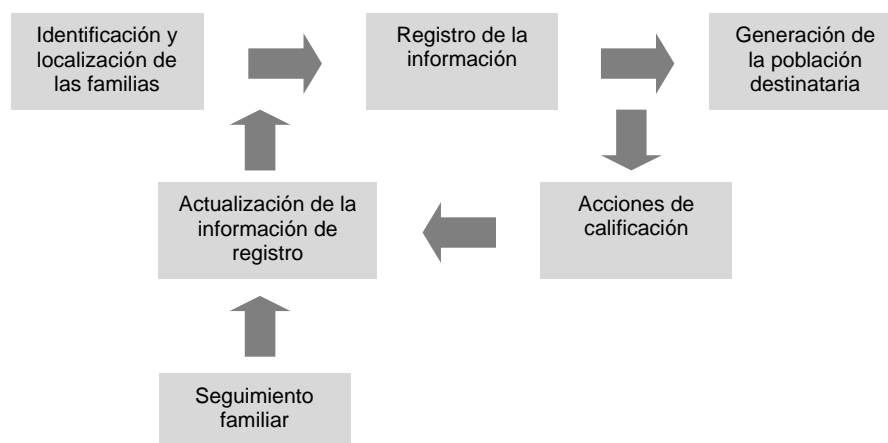 Identificación y
localización de
las familias
Registro de la
información
Generación de
la población
destinataria
Actualización de la
información de
registro
Acciones de
calificación
Seguimiento
familiar